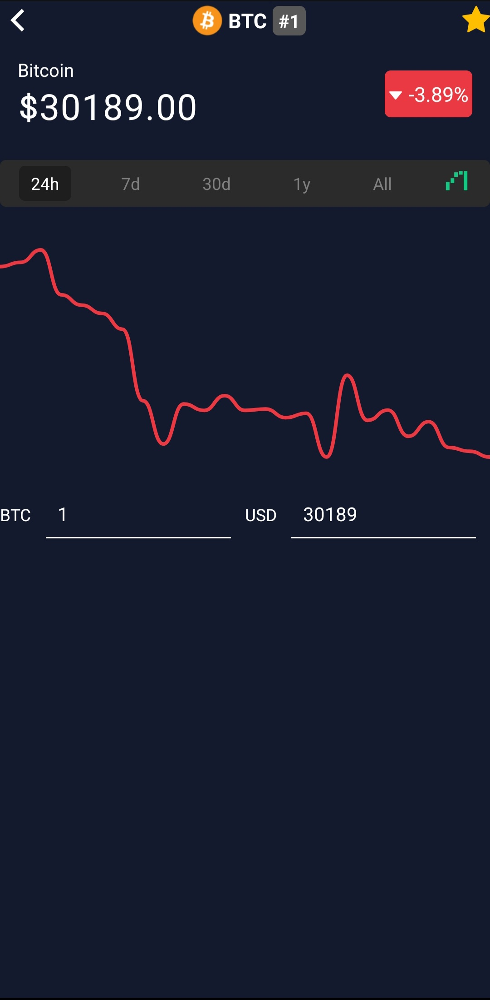 BTC #1
Bitcoin
$30189.00
-3.89%
24h 7d 30d 1y All
BTC 1 USD 30189